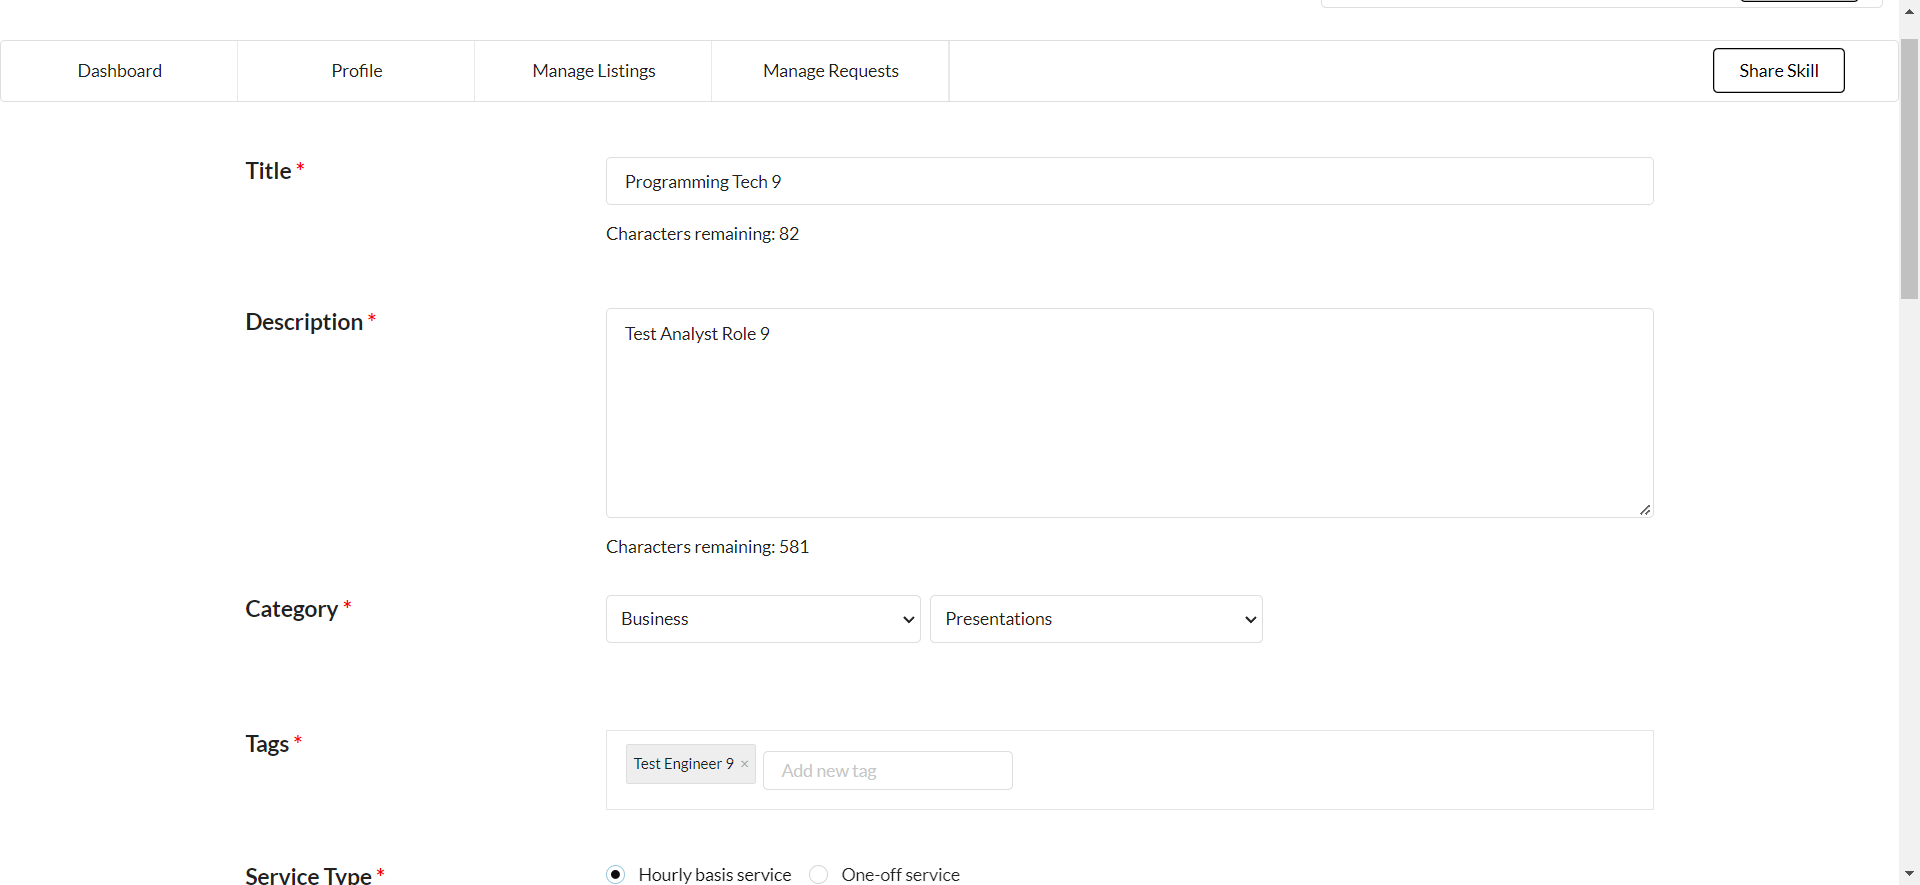 Dashboard Profile Manage Listings Manage Requests Share Skill
Title * Programming Tech 9
Characters remaining: 82
Description * Test Analyst Role 9
Characters remaining: 581
Category * Business Presentations
Tags * Test Engineer 9 × Add new tag
Service Type * Hourly basis service One-off service